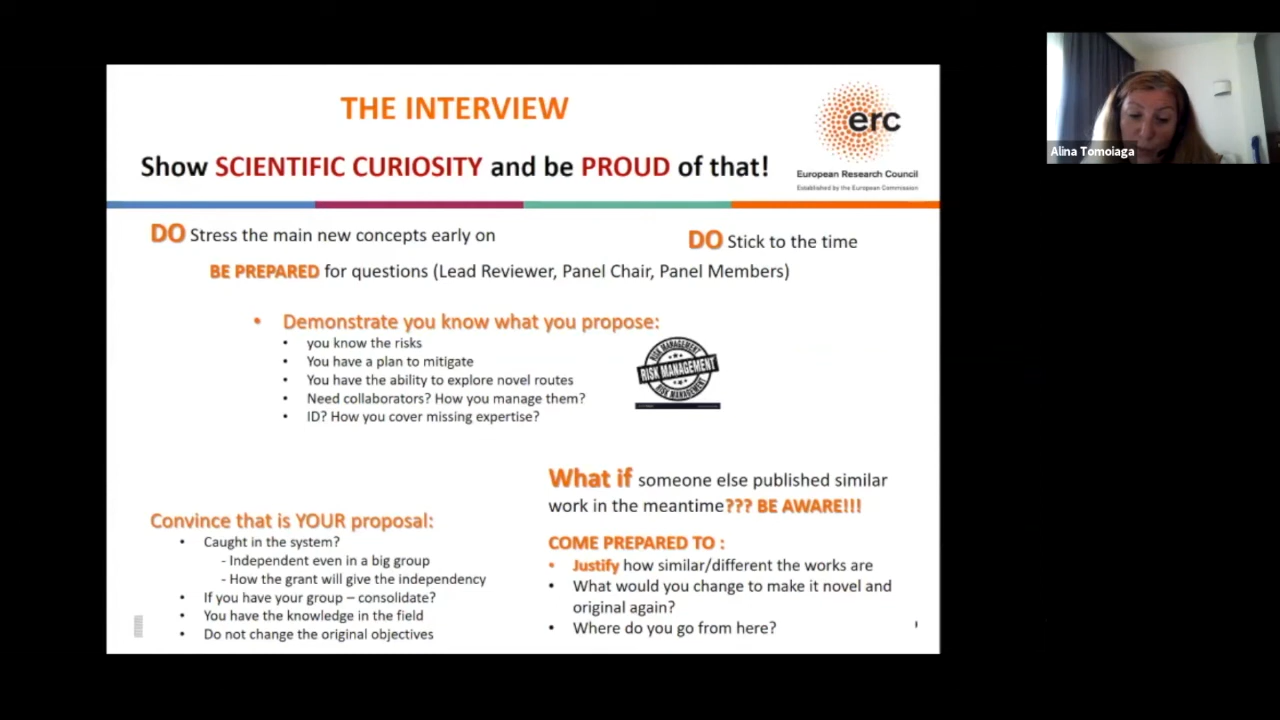 THE INTERVIEW
Show SCIENTIFIC CURIOSITY and be PROUD of that!
erc
European Research Council
Established by the European Commission
Alina Tomoiaga
DO Stress the main new concepts early on
DO Stick to the time
BE PREPARED for questions (Lead Reviewer, Panel Chair, Panel Members)
• Demonstrate you know what you propose:
• you know the risks
• You have a plan to mitigate
• You have the ability to explore novel routes
• Need collaborators? How you manage them?
• ID? How you cover missing expertise?
RISK MANAGEMENT
RISK MANAGEMENT
RISK MANAGEMENT
Convince that is YOUR proposal:
• Caught in the system?
- Independent even in a big group
- How the grant will give the independency
• If you have your group – consolidate?
• You have the knowledge in the field
• Do not change the original objectives
What if someone else published similar
work in the meantime??? BE AWARE!!!
COME PREPARED TO :
• Justify how similar/different the works are
• What would you change to make it novel and
original again?
• Where do you go from here?